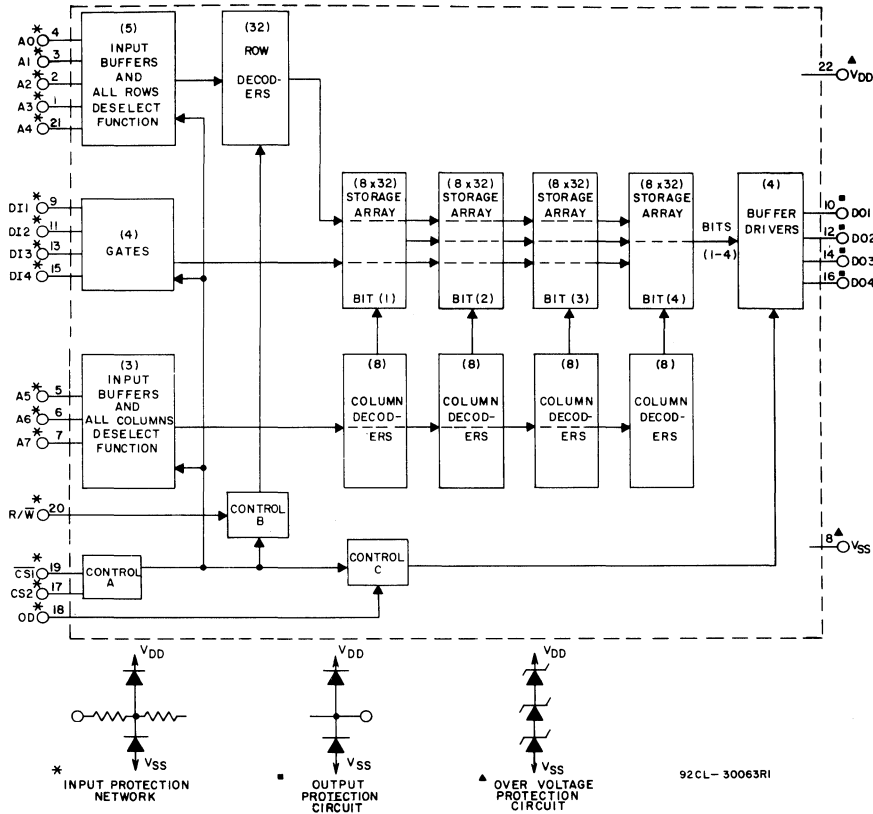 *
A0 4
*
A1 3
*
A2 2
*
A3 1
*
A4 21
(5)
INPUT
BUFFERS
AND
ALL ROWS
DESELECT
FUNCTION
(32)
ROW
DECOD-
ERS
22 ▲
VDD
*
DI1 9
*
DI2 11
*
DI3 13
*
DI4 15
(4)
GATES
(8 x 32)
STORAGE
ARRAY
BIT (1)
(8 x 32)
STORAGE
ARRAY
BIT (2)
(8 x 32)
STORAGE
ARRAY
BIT (3)
(8 x 32)
STORAGE
ARRAY
BIT (4)
BITS
(1-4)
(4)
BUFFER
DRIVERS
10 ■
DO1
12 ■
DO2
14 ■
DO3
16 ■
DO4
*
A5 5
*
A6 6
*
A7 7
(3)
INPUT
BUFFERS
AND
ALL COLUMNS
DESELECT
FUNCTION
(8)
COLUMN
DECOD-
ERS
(8)
COLUMN
DECOD-
ERS
(8)
COLUMN
DECOD-
ERS
(8)
COLUMN
DECOD-
ERS
*
R/W̅ 20
CONTROL
B
8 ▲
VSS
*
C̅S̅1̅ 19
*
CS2 17
*
OD 18
CONTROL
A
CONTROL
C
VDD
VSS
* INPUT PROTECTION
NETWORK
VDD
VSS
■ OUTPUT
PROTECTION
CIRCUIT
VDD
VSS
▲ OVER VOLTAGE
PROTECTION
CIRCUIT
92CL-30063R1